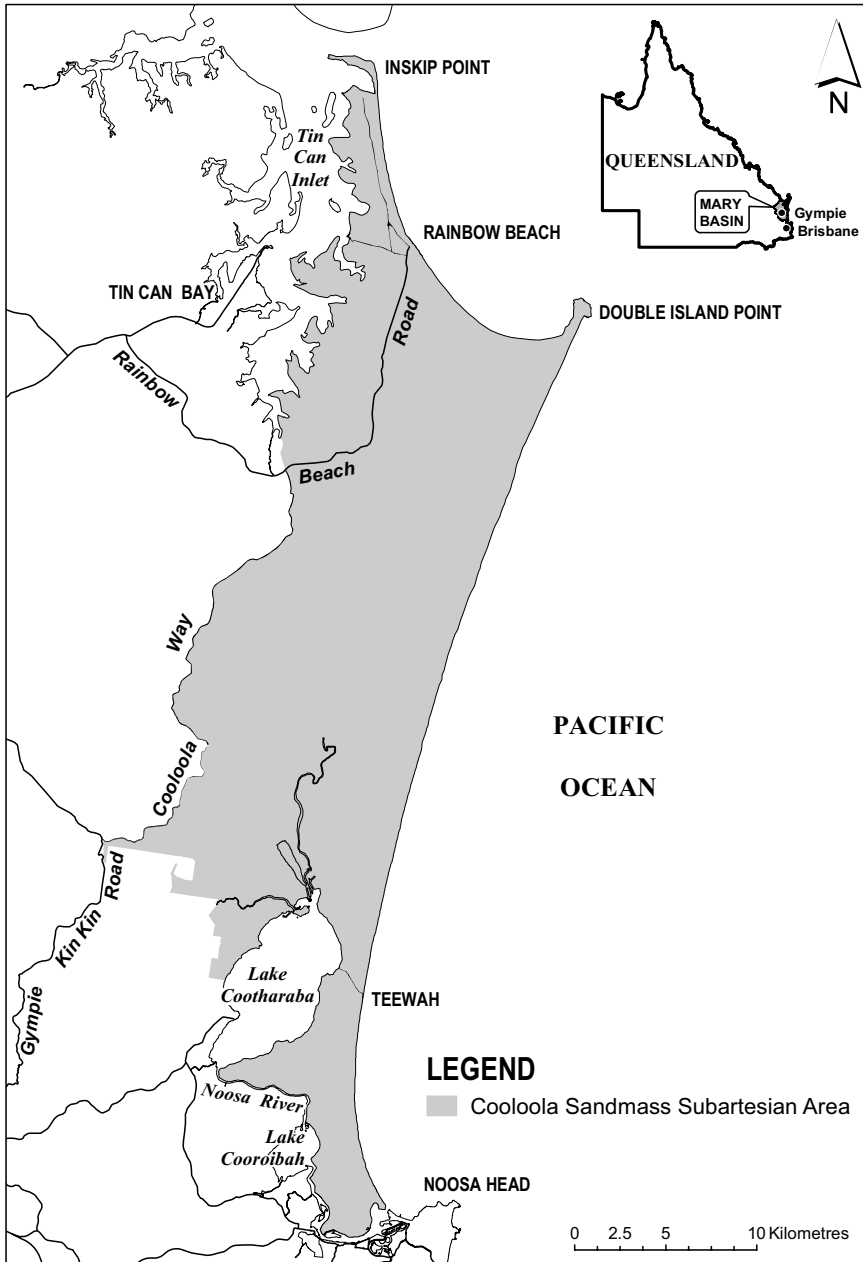 INSKIP POINT
N
Tin
Can
Inlet
QUEENSLAND
MARY
BASIN
Gympie
Brisbane
RAINBOW BEACH
TIN CAN BAY
DOUBLE ISLAND POINT
Road
Rainbow
Beach
Way
PACIFIC
OCEAN
Cooloola
Road
Kin Kin
Gympie
Lake
Cootharaba
TEEWAH
LEGEND
Cooloola Sandmass Subartesian Area
Noosa River
Lake
Cooroibah
NOOSA HEAD
0 2.5 5 10 Kilometres